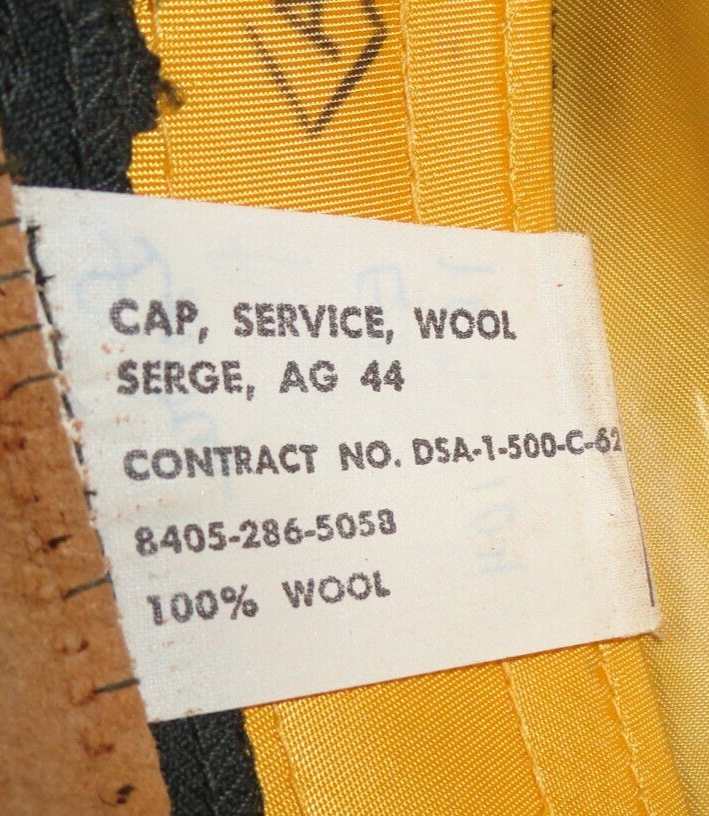 CAP, SERVICE, WOOL
SERGE, AG 44
CONTRACT NO. DSA-1-500-C-62
8405-286-5058
100% WOOL